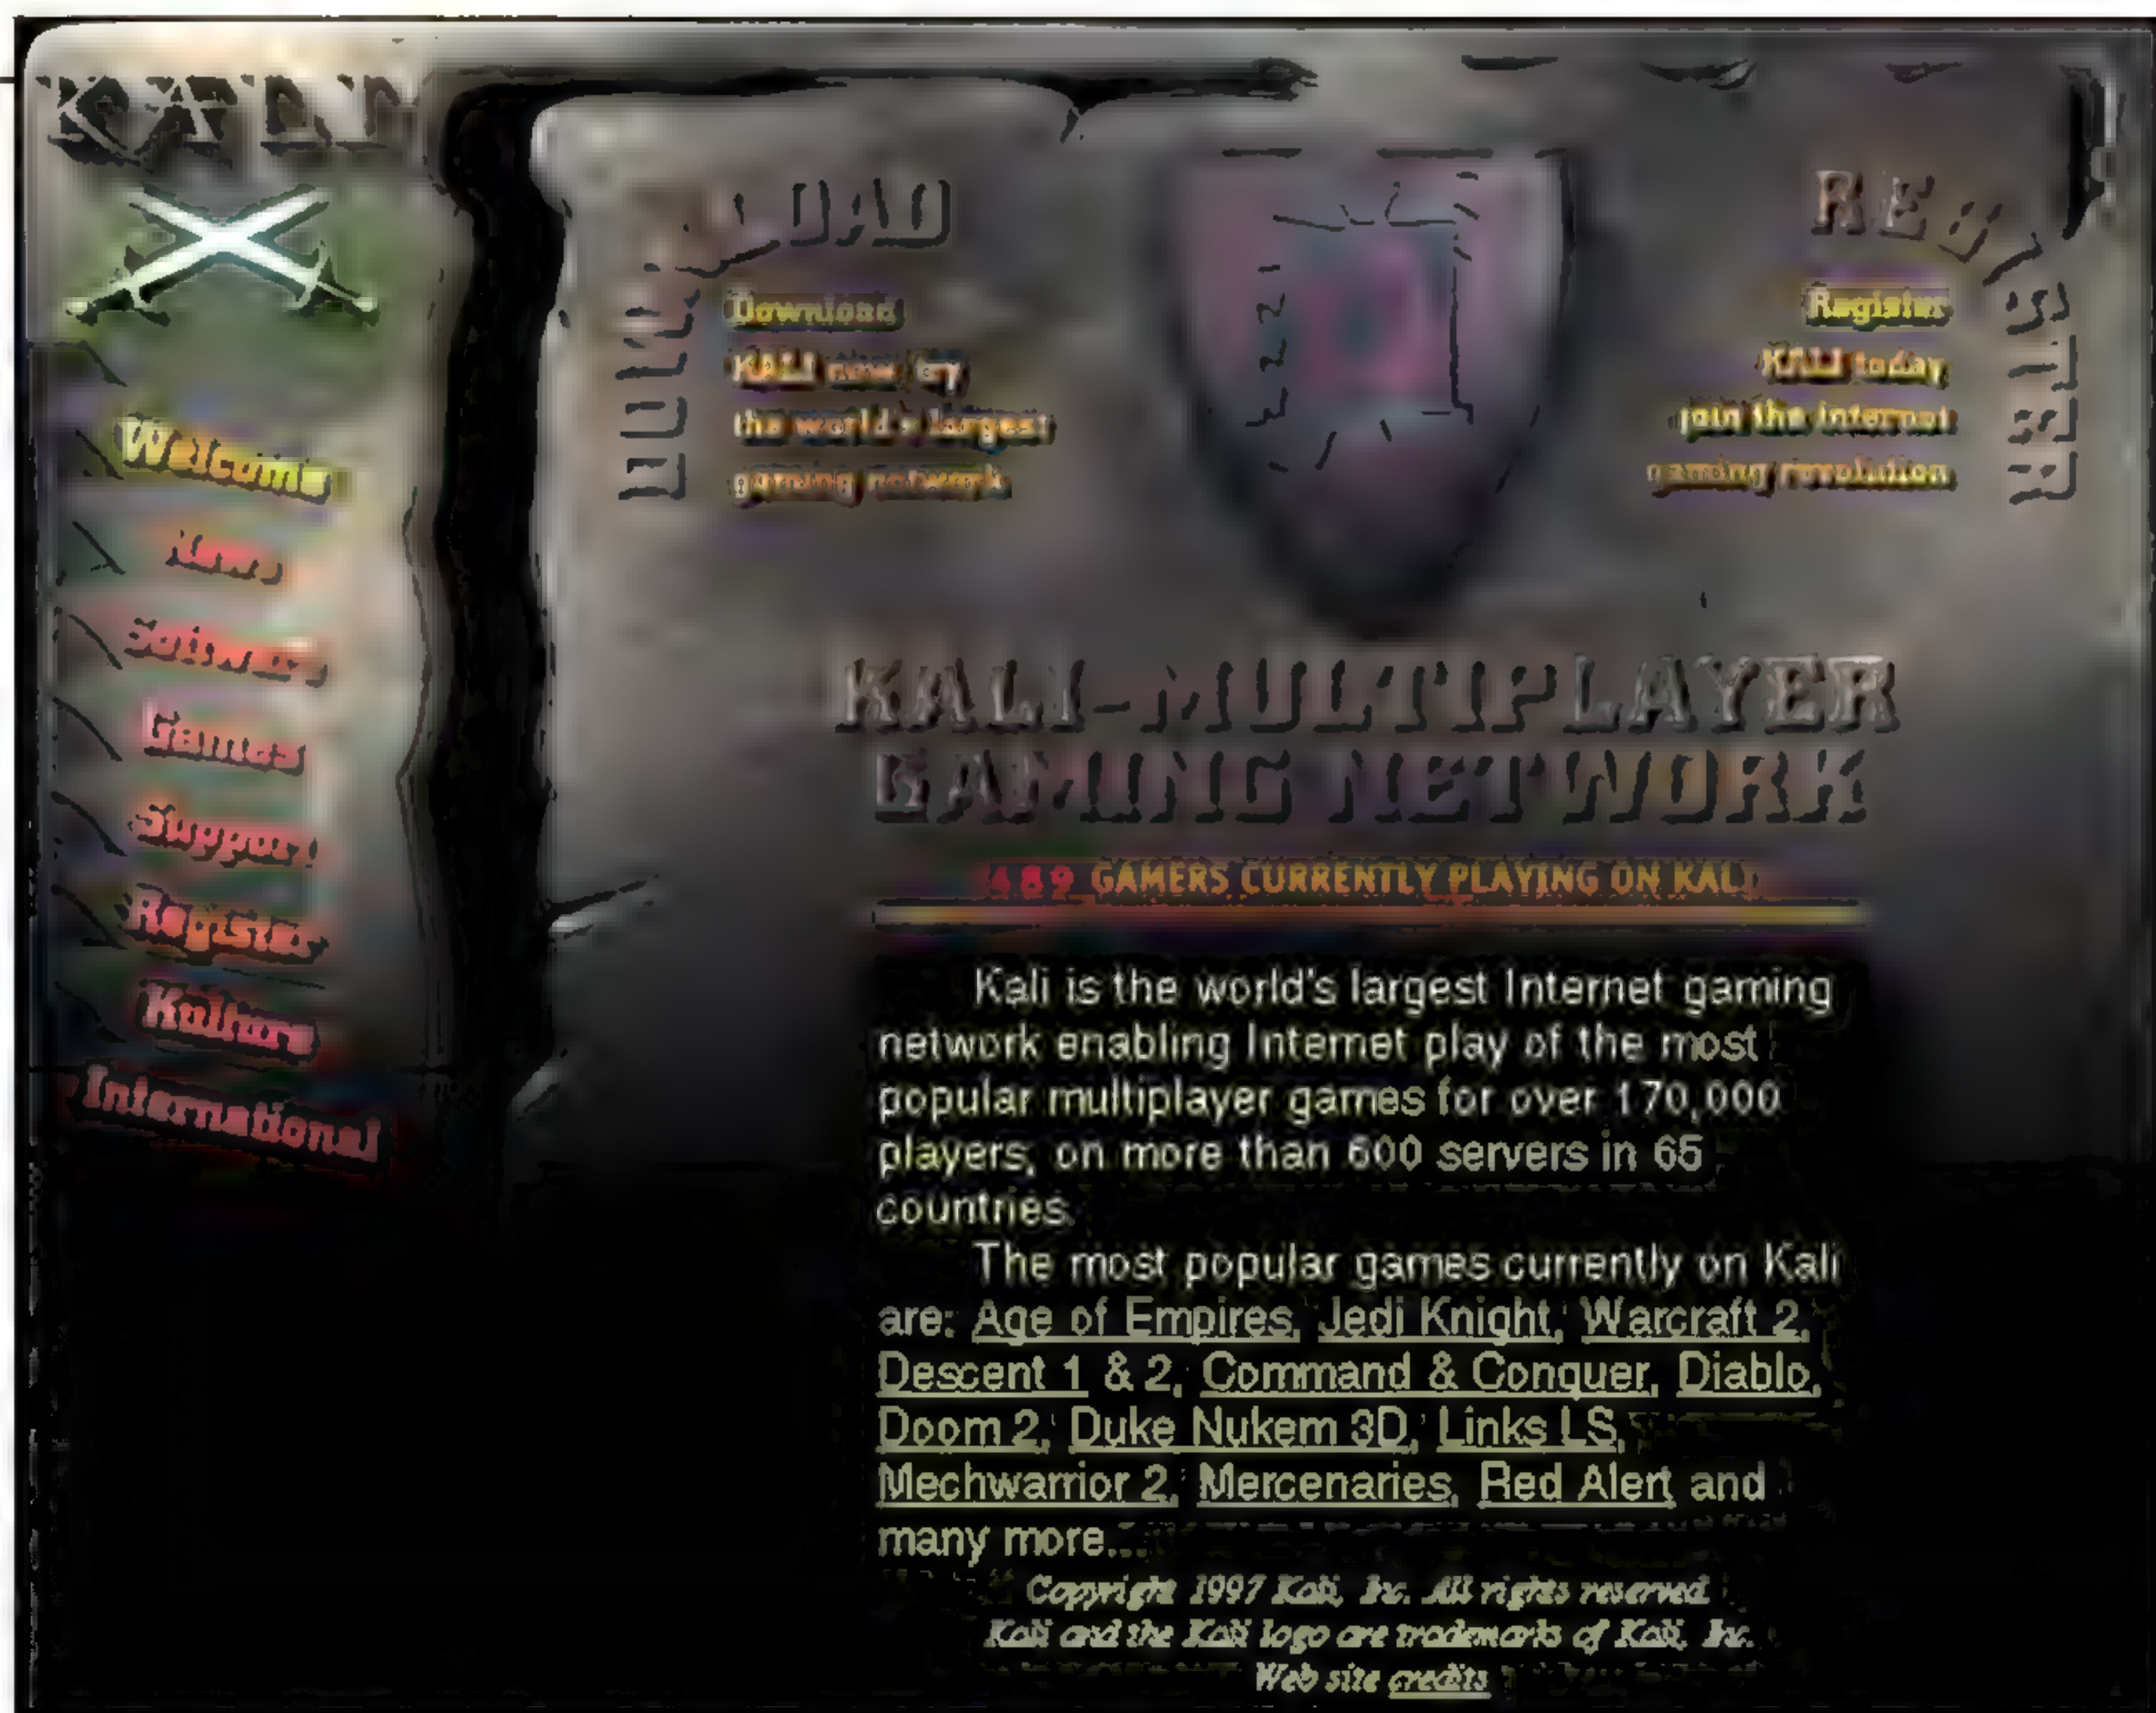 KALI
Welcome
News
Software
Games
Support
Register
Kulture
International
DOWNLOAD
Download
KALI now, try
the world's largest
gaming network
REGISTER
Register
KALI today
join the internet
gaming revolution
KALI-MULTIPLAYER
GAMING NETWORK
489 GAMERS CURRENTLY PLAYING ON KALI
Kali is the world's largest Internet gaming
network enabling Internet play of the most
popular multiplayer games for over 170,000
players, on more than 600 servers in 65
countries.
The most popular games currently on Kali
are: Age of Empires, Jedi Knight, Warcraft 2,
Descent 1 & 2, Command & Conquer, Diablo,
Doom 2, Duke Nukem 3D, Links LS,
Mechwarrior 2, Mercenaries, Red Alert and
many more...
Copyright 1997 Kali, Inc. All rights reserved.
Kali and the Kali logo are trademarks of Kali, Inc.
Web site credits